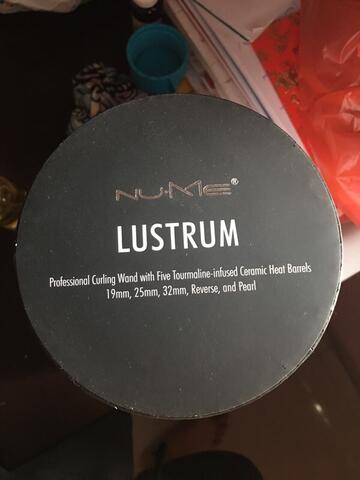 NUME®
LUSTRUM
Professional Curling Wand with Five Tourmaline-infused Ceramic Heat Barrels
19mm, 25mm, 32mm, Reverse, and Pearl